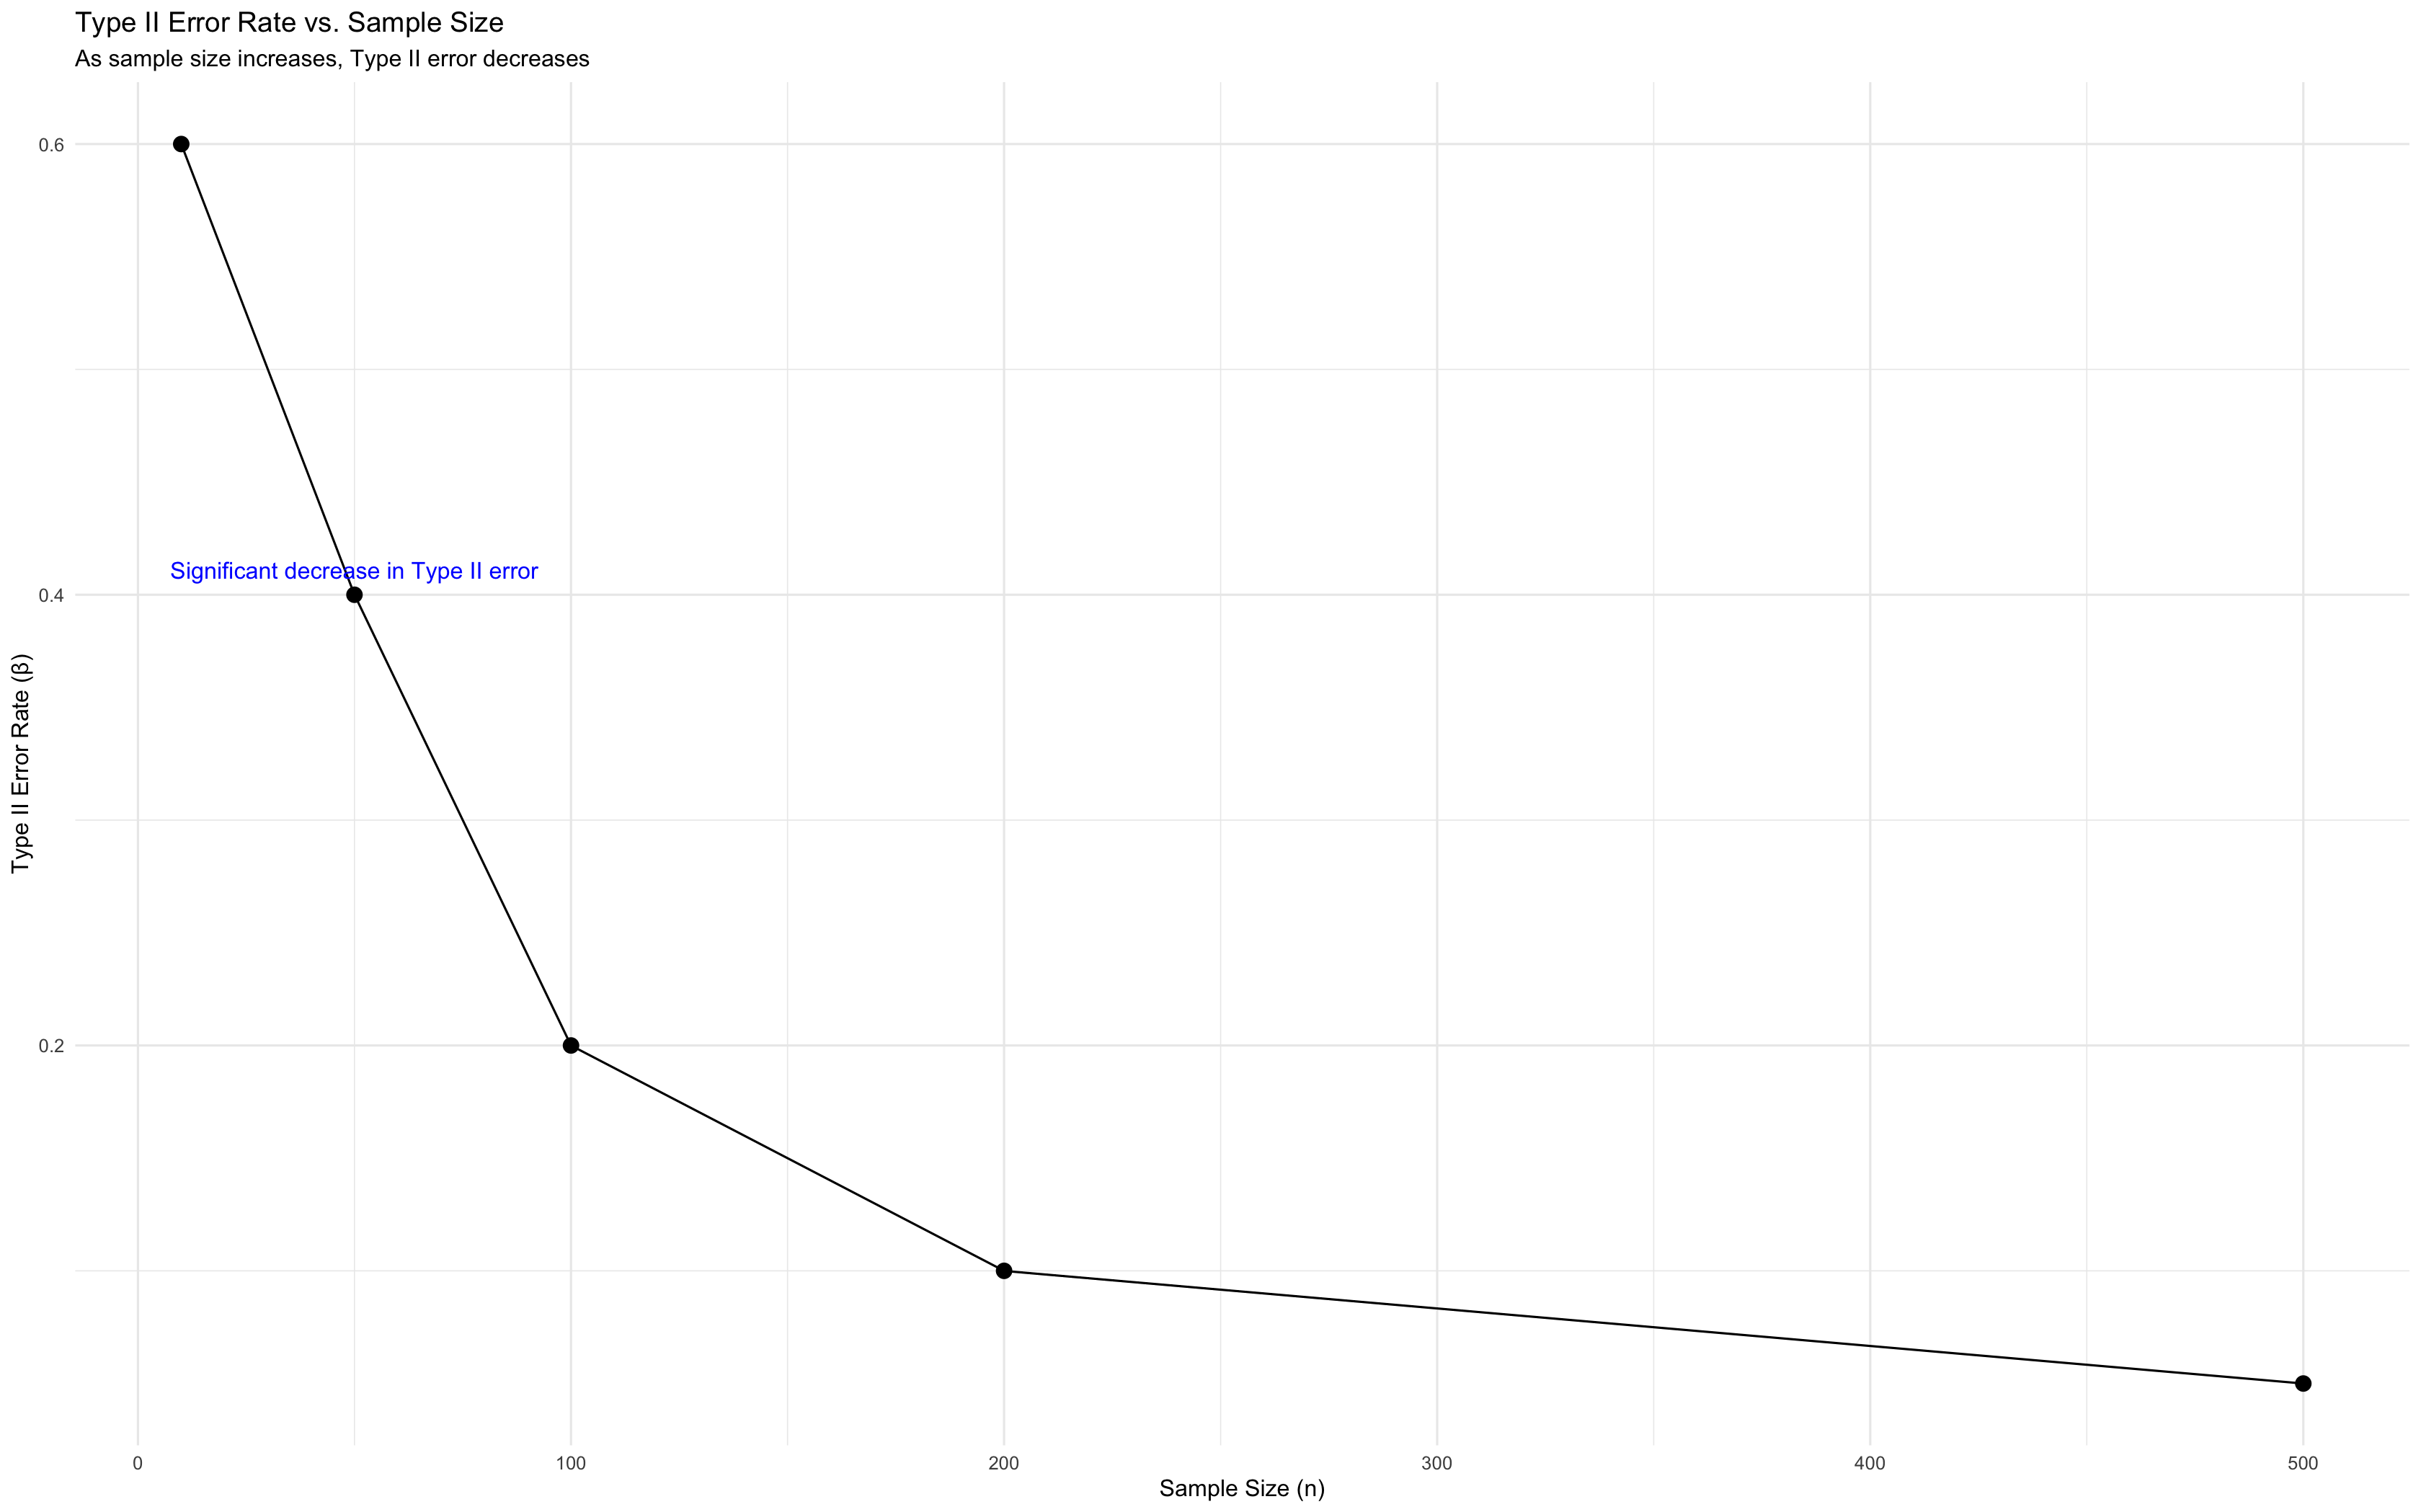 Type II Error Rate vs. Sample Size
As sample size increases, Type II error decreases
0.6
Significant decrease in Type II error
0.4
Type II Error Rate (β)
0.2
0 100 200 300 400 500
Sample Size (n)